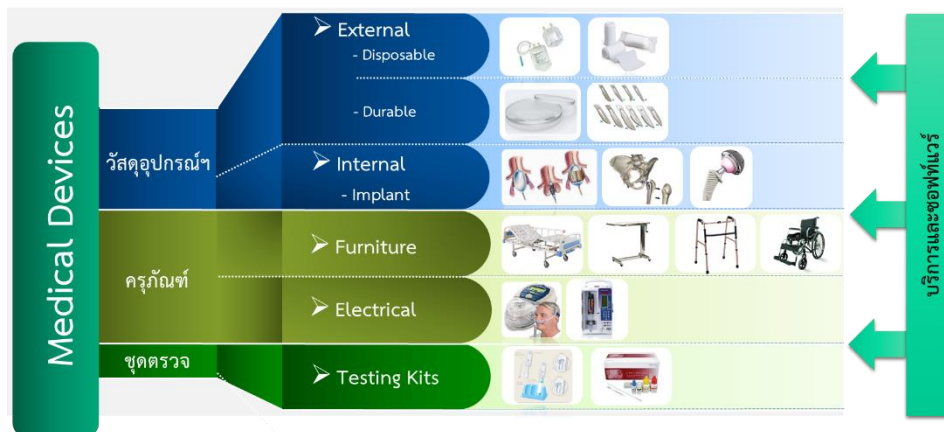 Medical Devices
วัสดุอุปกรณ์ฯ
External
- Disposable
- Durable
Internal
- Implant
ครุภัณฑ์
Furniture
Electrical
ชุดตรวจ
Testing Kits
บริการและซอฟท์แวร์